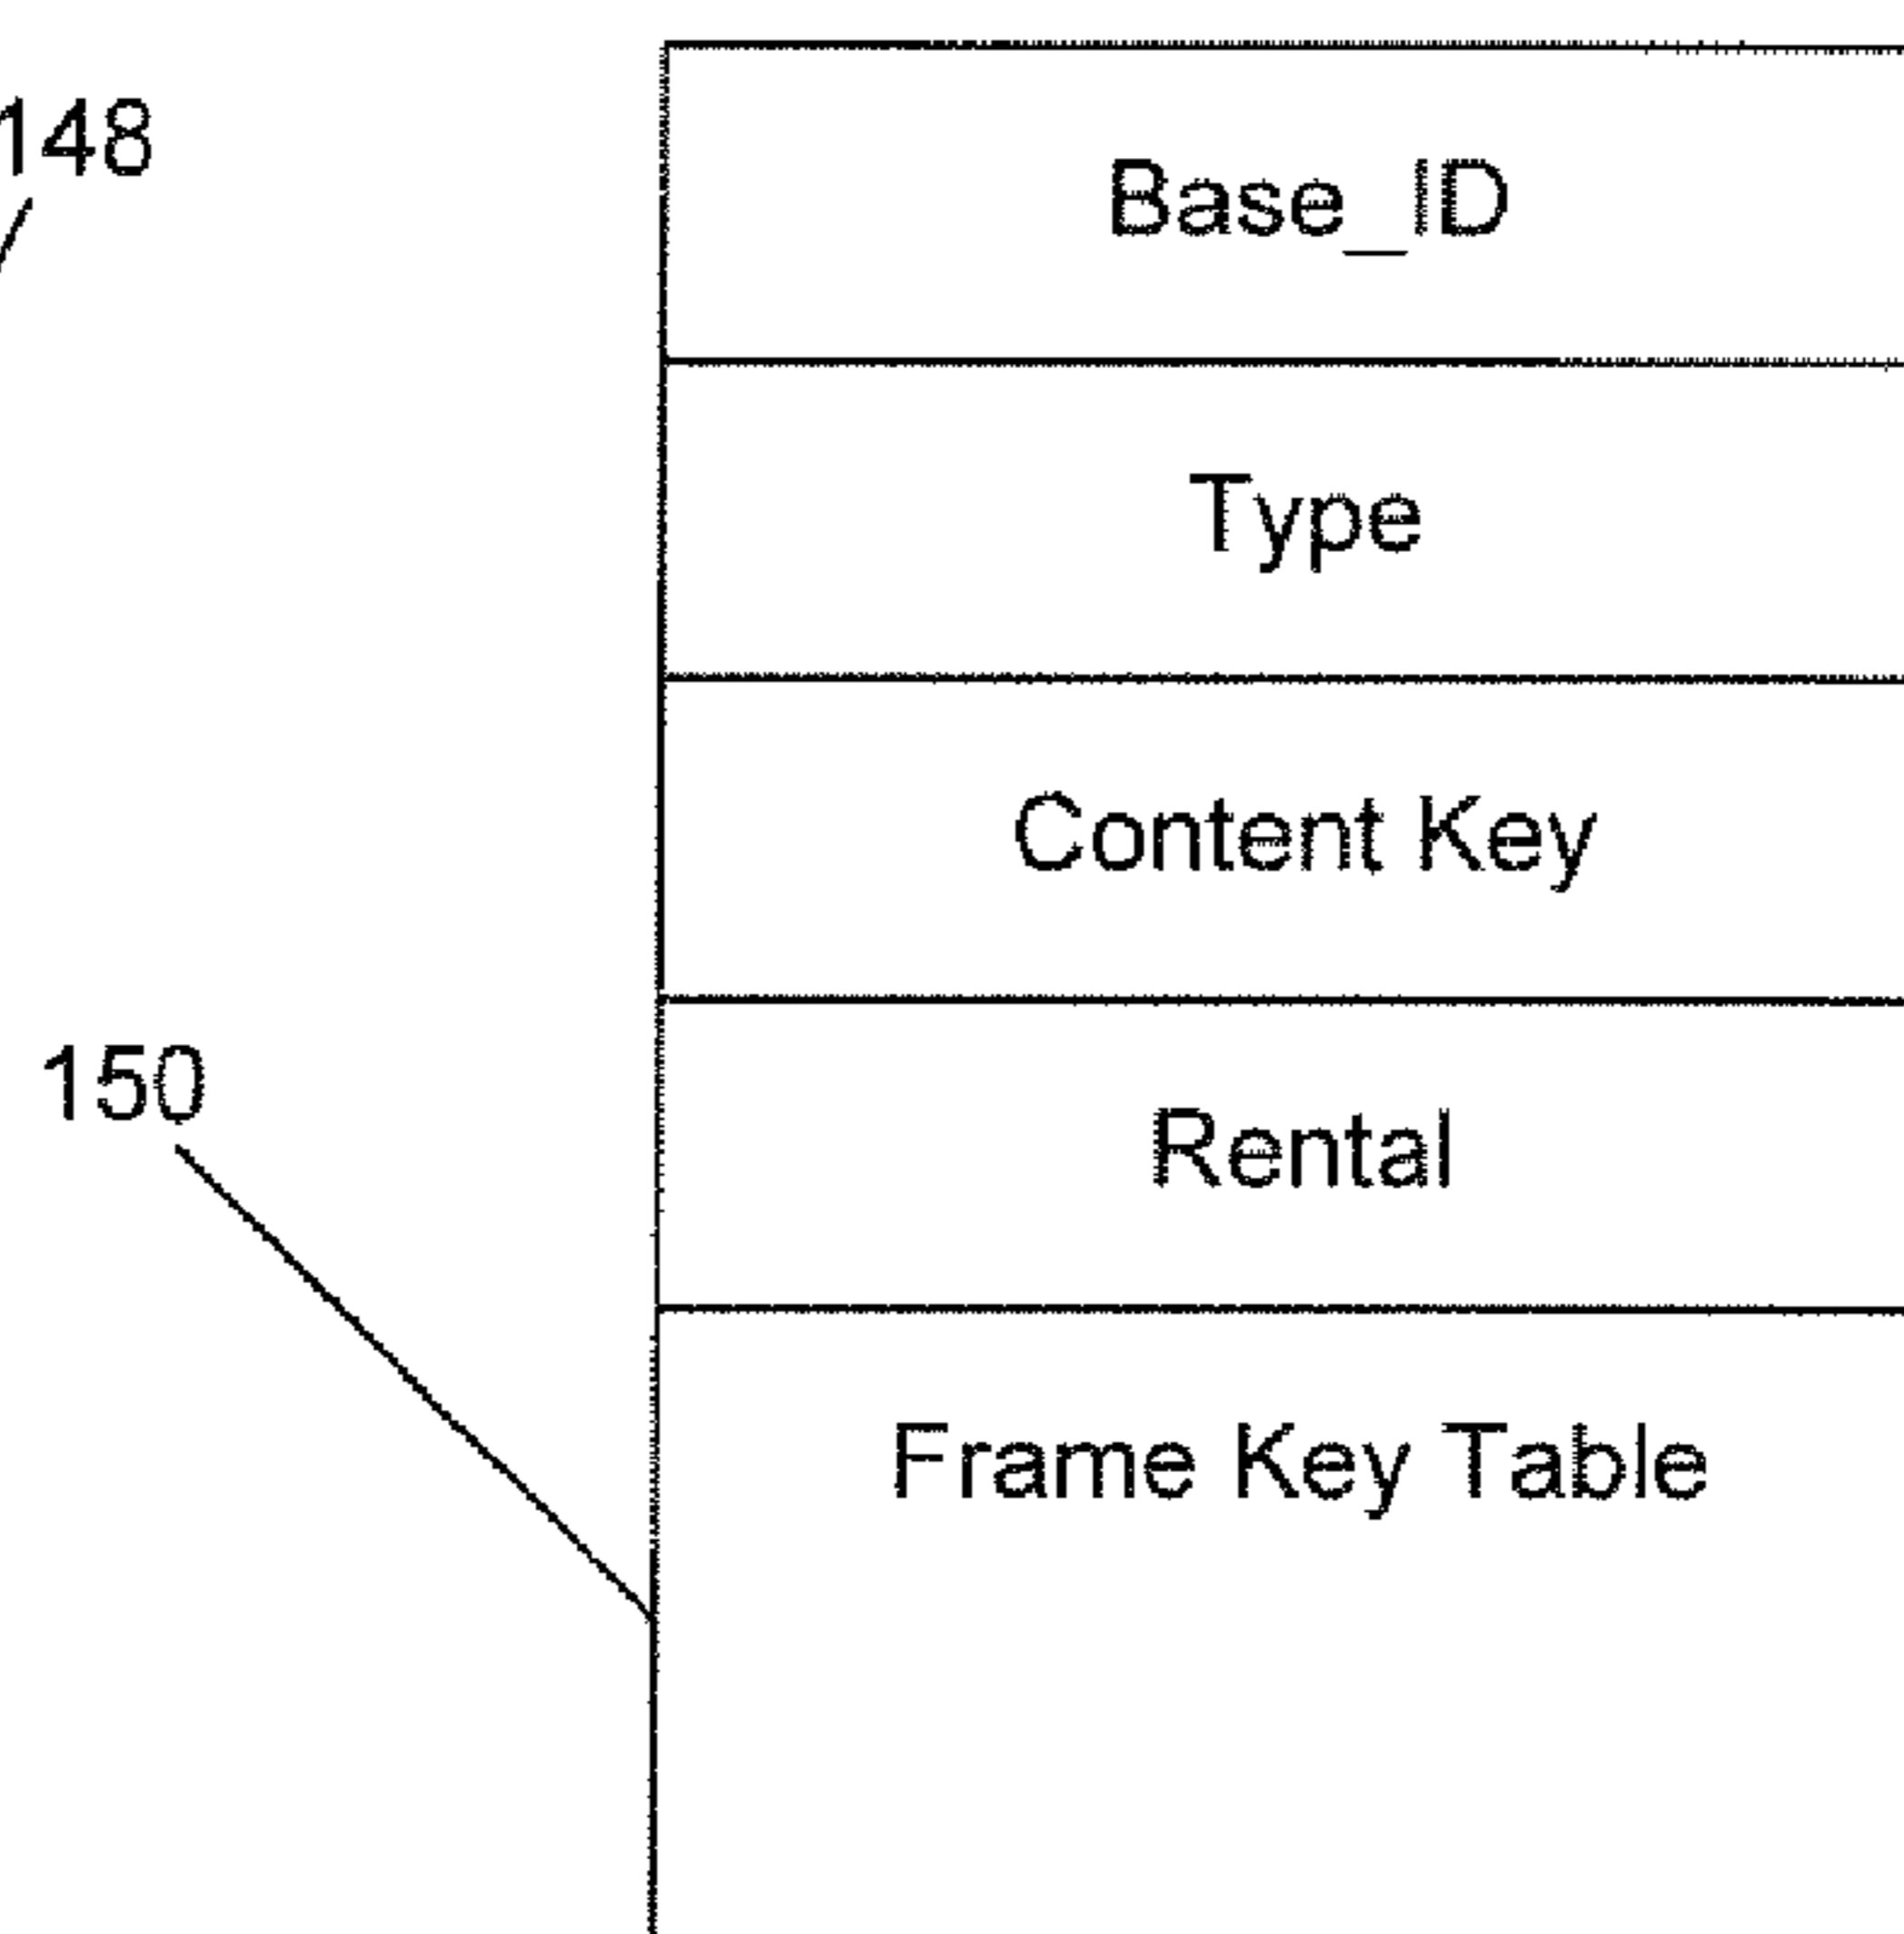 148
Base_ID
Type
Content Key
150
Rental
Frame Key Table